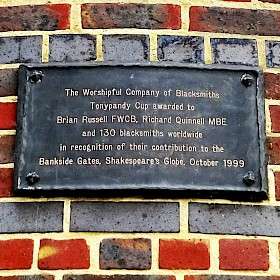 The Worshipful Company of Blacksmiths
Tonypandy Cup awarded to
Brian Russell FWCB, Richard Quinnell MBE
and 130 blacksmiths worldwide
in recognition of their contribution to the
Bankside Gates, Shakespeare's Globe, October 1999